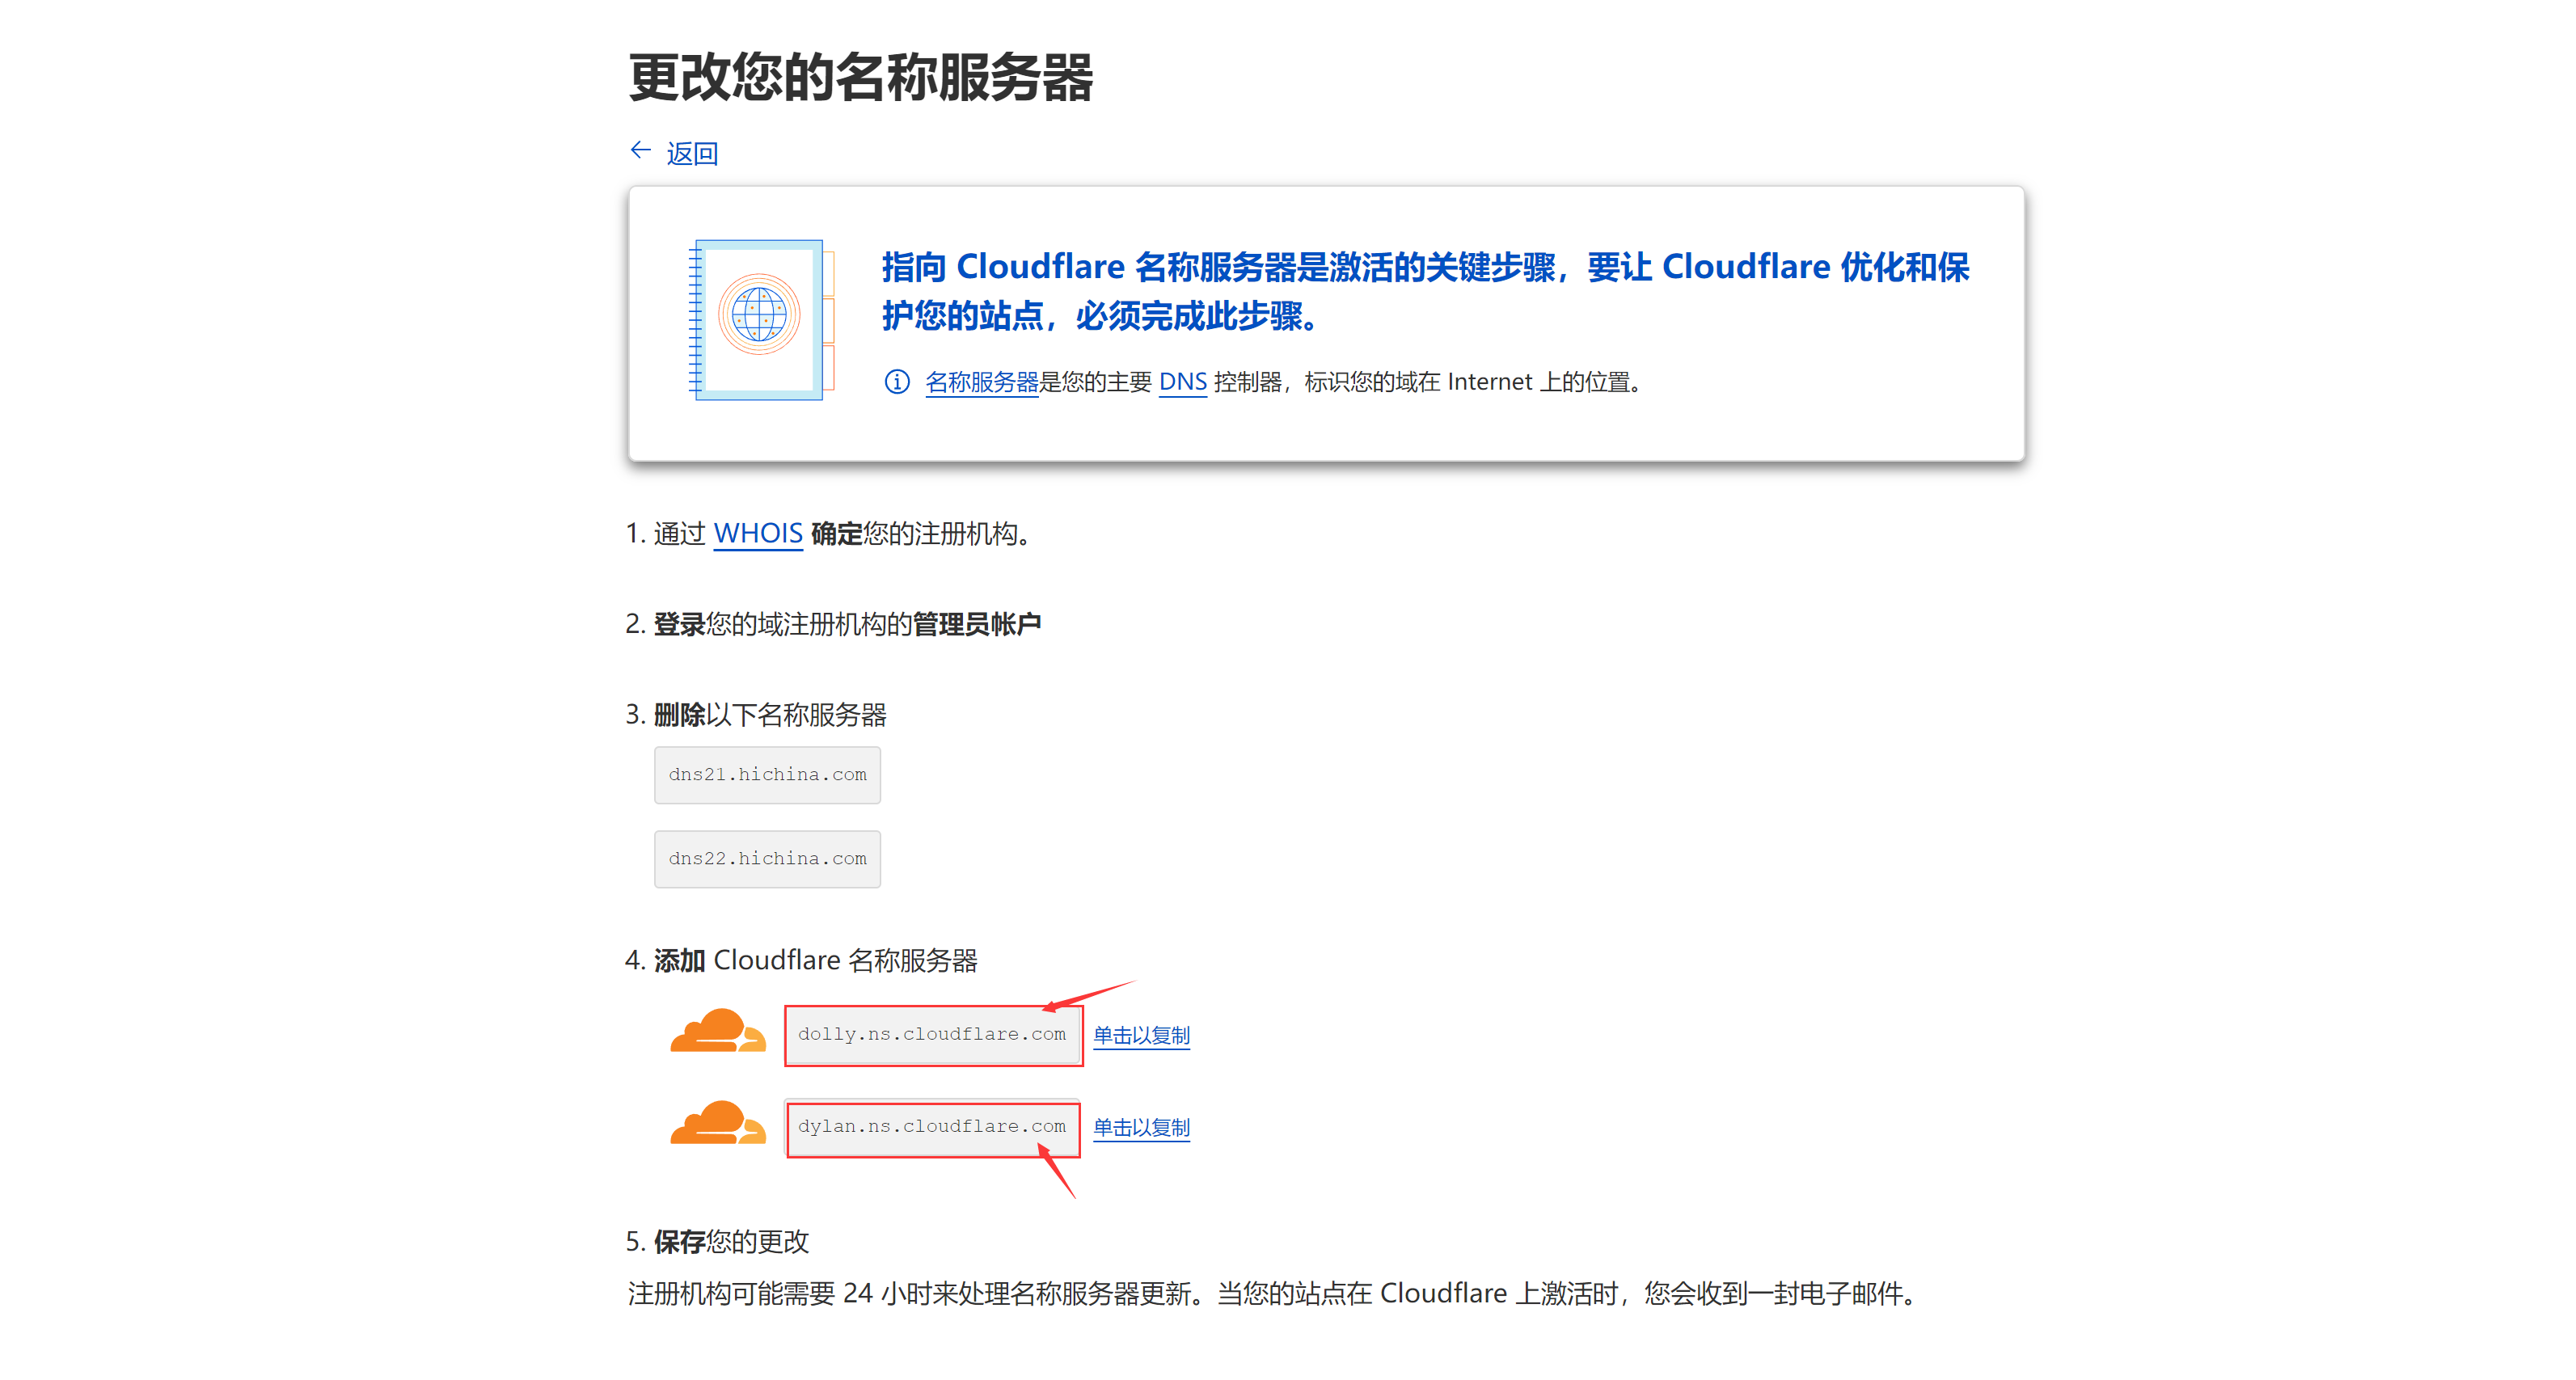 更改您的名称服务器
← 返回
指向 Cloudflare 名称服务器是激活的关键步骤，要让 Cloudflare 优化和保
护您的站点，必须完成此步骤。
名称服务器是您的主要 DNS 控制器，标识您的域在 Internet 上的位置。
1. 通过 WHOIS 确定您的注册机构。
2. 登录您的域注册机构的管理员帐户
3. 删除以下名称服务器
dns21.hichina.com
dns22.hichina.com
4. 添加 Cloudflare 名称服务器
dolly.ns.cloudflare.com 单击以复制
dylan.ns.cloudflare.com 单击以复制
5. 保存您的更改
注册机构可能需要 24 小时来处理名称服务器更新。当您的站点在 Cloudflare 上激活时，您会收到一封电子邮件。